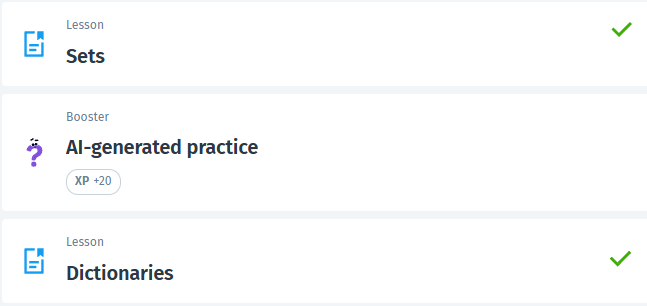 Lesson
Sets
Booster
AI-generated practice
XP +20
Lesson
Dictionaries